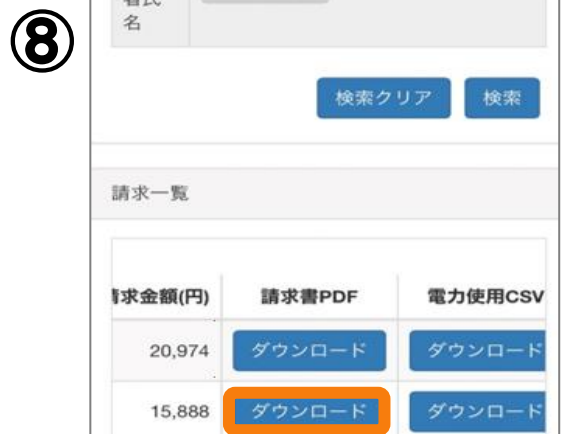 ⑧
名
検索クリア 検索
請求一覧
請求金額(円) 請求書PDF 電力使用CSV
20,974 ダウンロード ダウンロード
15,888 ダウンロード ダウンロード